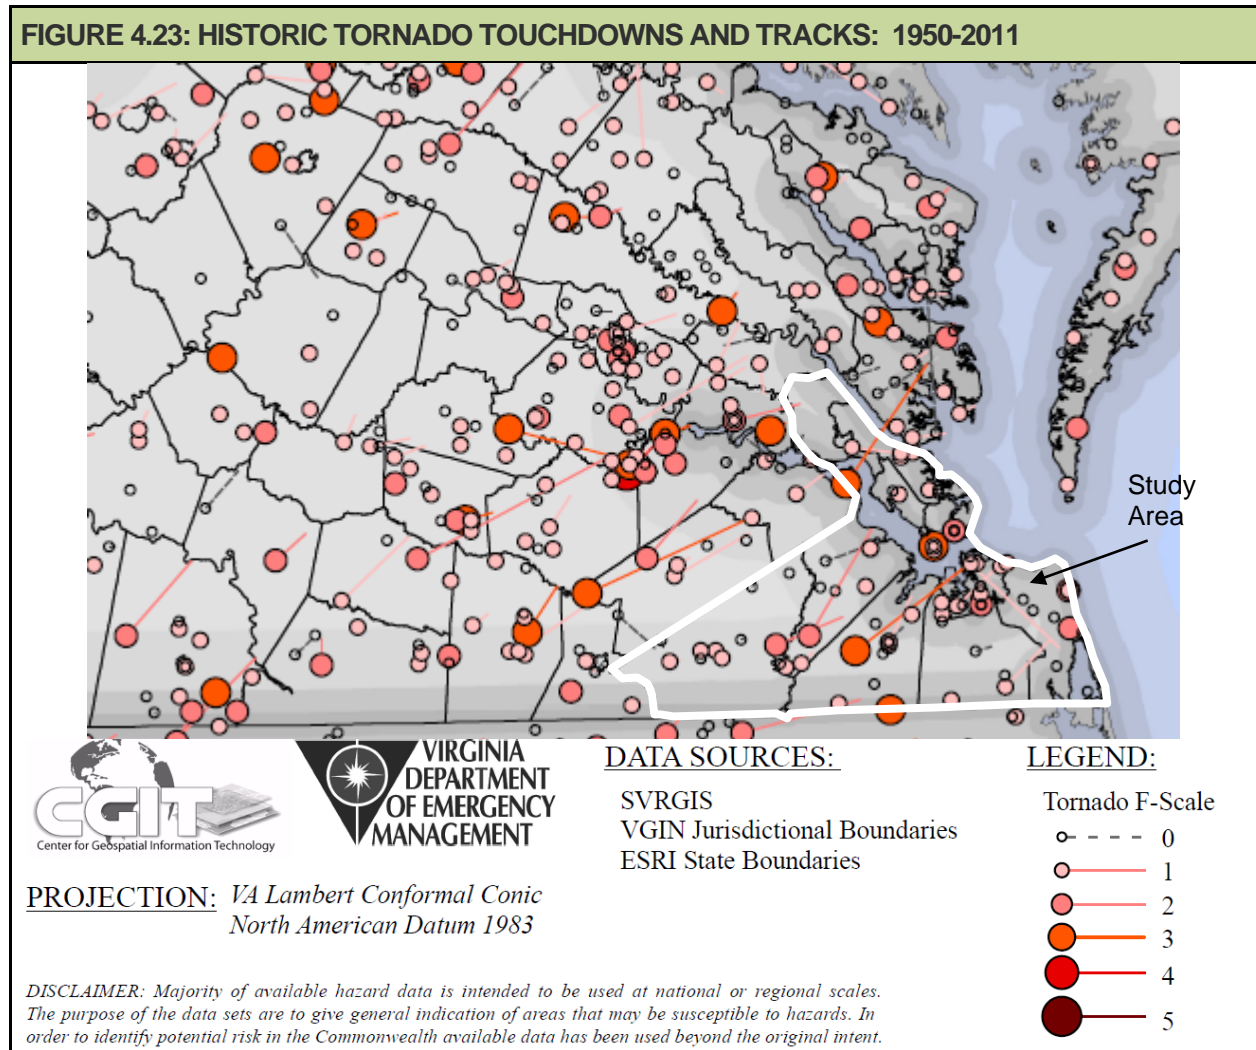 FIGURE 4.23: HISTORIC TORNADO TOUCHDOWNS AND TRACKS: 1950-2011
Study
Area
CGIT
Center for Geospatial Information Technology
VIRGINIA
DEPARTMENT
OF EMERGENCY
MANAGEMENT
DATA SOURCES:
SVRGIS
VGIN Jurisdictional Boundaries
ESRI State Boundaries
LEGEND:
Tornado F-Scale
0
1
2
3
4
5
PROJECTION: VA Lambert Conformal Conic
North American Datum 1983
DISCLAIMER: Majority of available hazard data is intended to be used at national or regional scales.
The purpose of the data sets are to give general indication of areas that may be susceptible to hazards. In
order to identify potential risk in the Commonwealth available data has been used beyond the original intent.